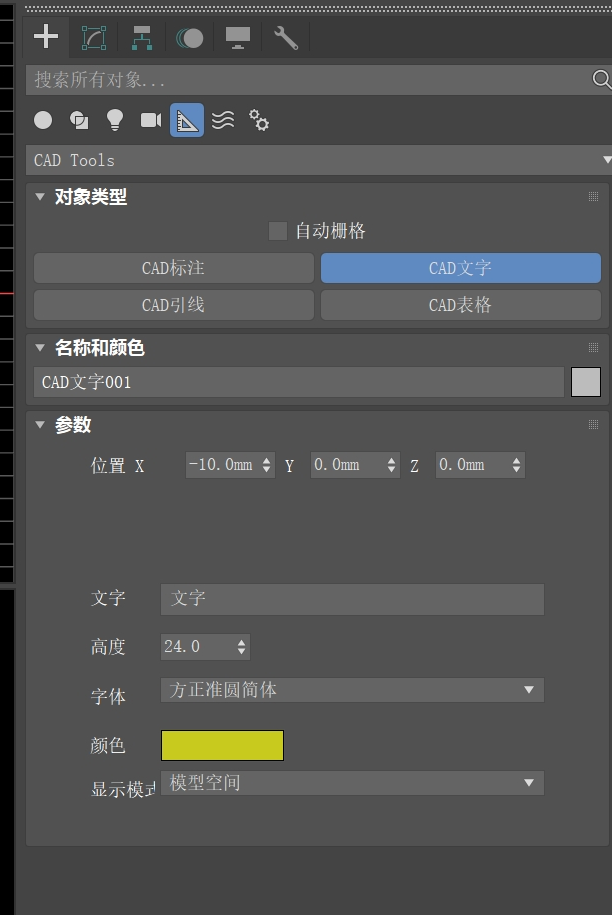 搜索所有对象...
CAD Tools
对象类型
自动栅格
CAD标注 CAD文字
CAD引线 CAD表格
名称和颜色
CAD文字001
参数
位置 X -10.0mm Y 0.0mm Z 0.0mm
文字 文字
高度 24.0
字体 方正准圆简体
颜色
显示模式 模型空间